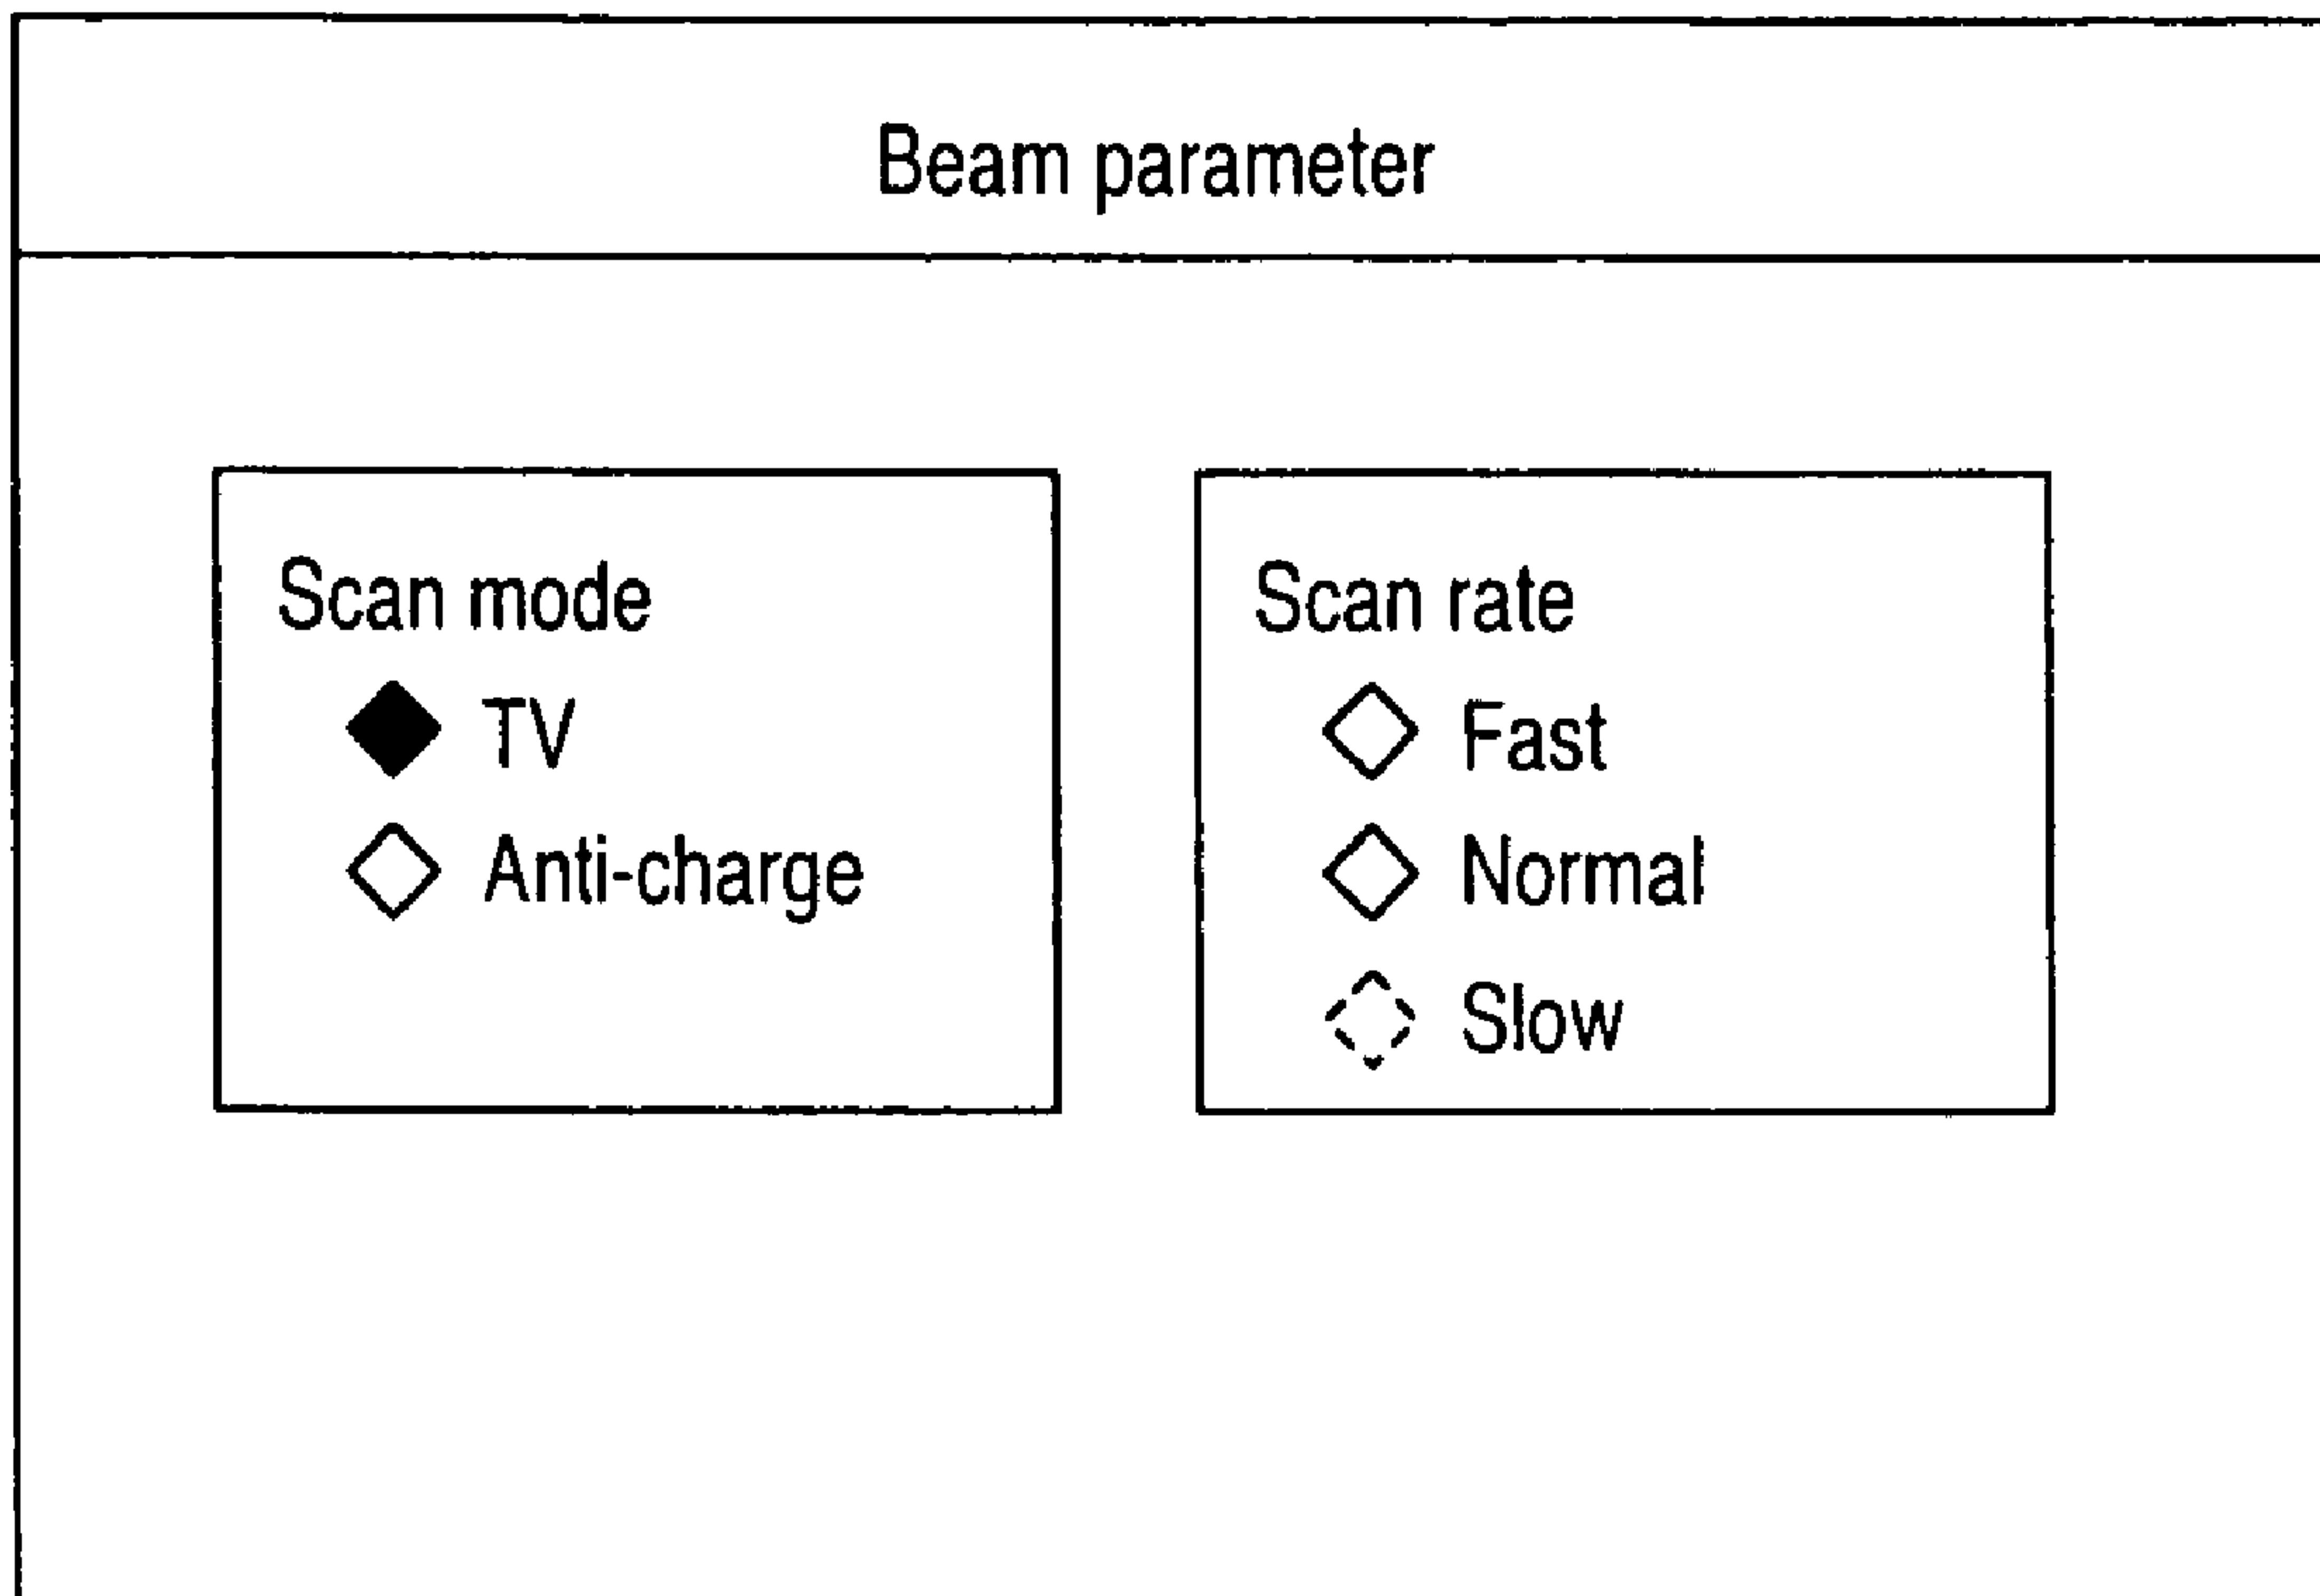 Beam parameter
Scan mode
TV
Anti-charge
Scan rate
Fast
Normal
Slow